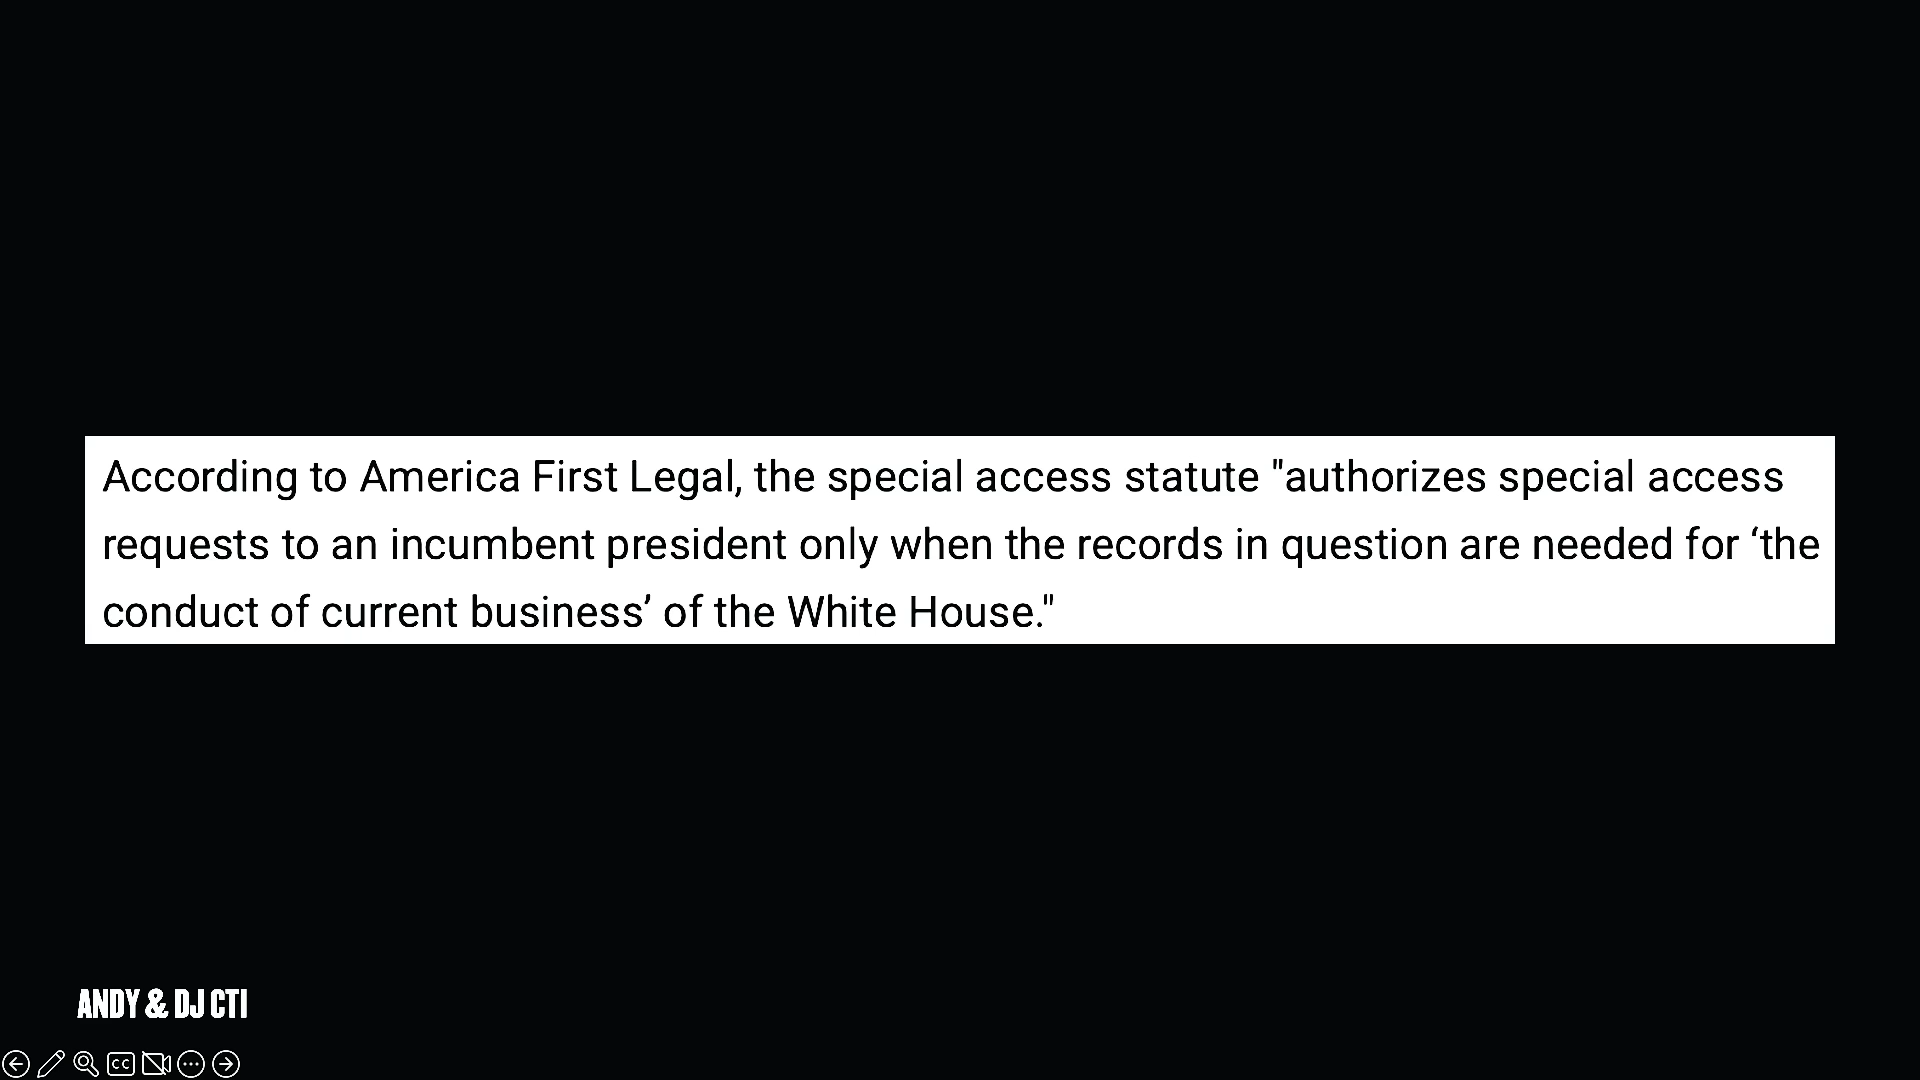 According to America First Legal, the special access statute "authorizes special access
requests to an incumbent president only when the records in question are needed for ‘the
conduct of current business’ of the White House."
ANDY & DJ CTI
CC